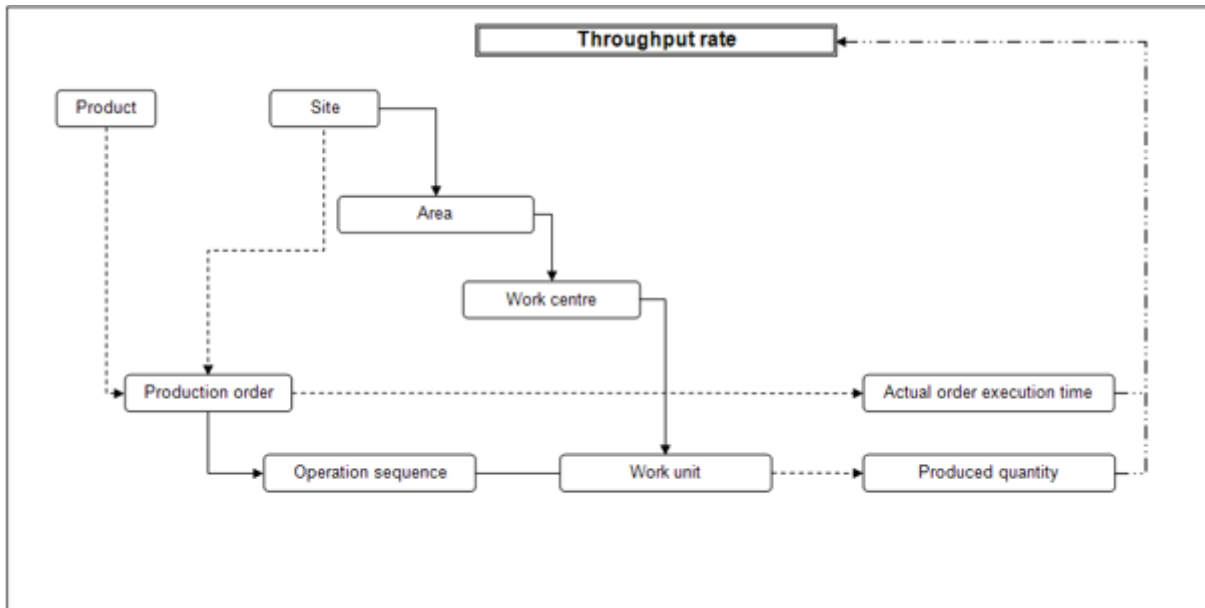 Throughput rate
Product
Site
Area
Work centre
Production order
Actual order execution time
Operation sequence
Work unit
Produced quantity